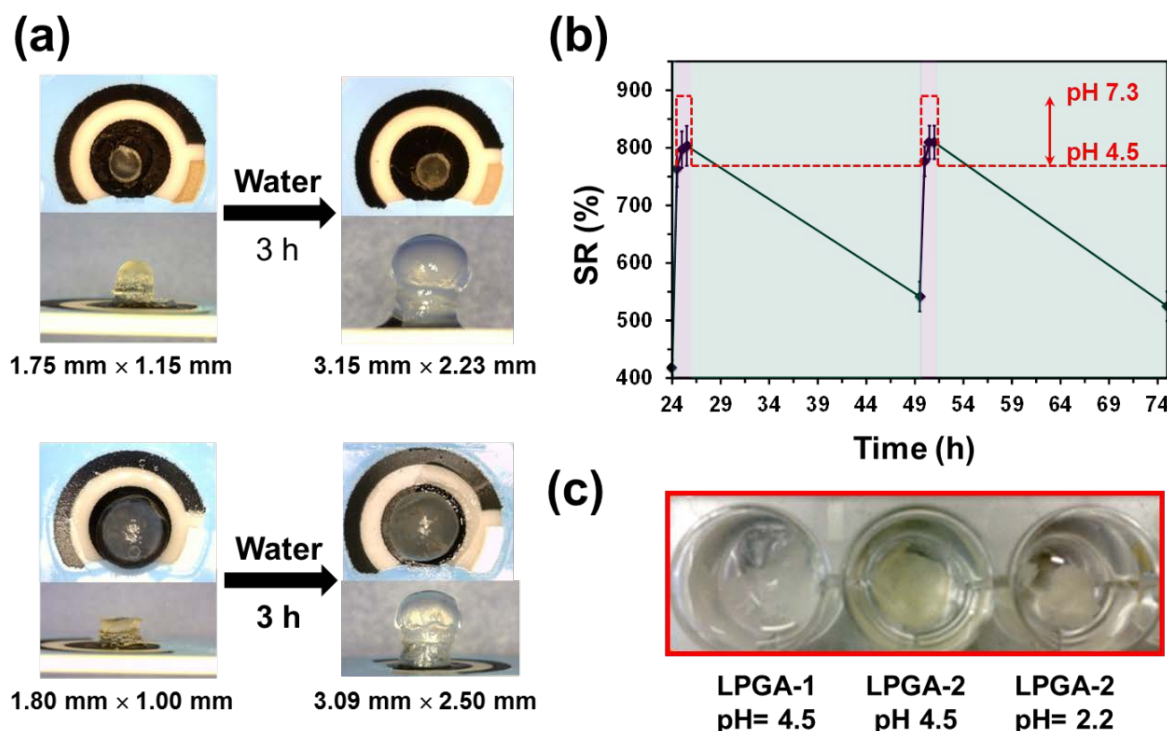 (a)
Water
3 h
1.75 mm × 1.15 mm
3.15 mm × 2.23 mm
Water
3 h
1.80 mm × 1.00 mm
3.09 mm × 2.50 mm
(b)
900
800
700
600
500
400
SR (%)
pH 7.3
pH 4.5
24 29 34 39 44 49 54 59 64 69 74
Time (h)
(c)
LPGA-1
pH= 4.5
LPGA-2
pH 4.5
LPGA-2
pH= 2.2